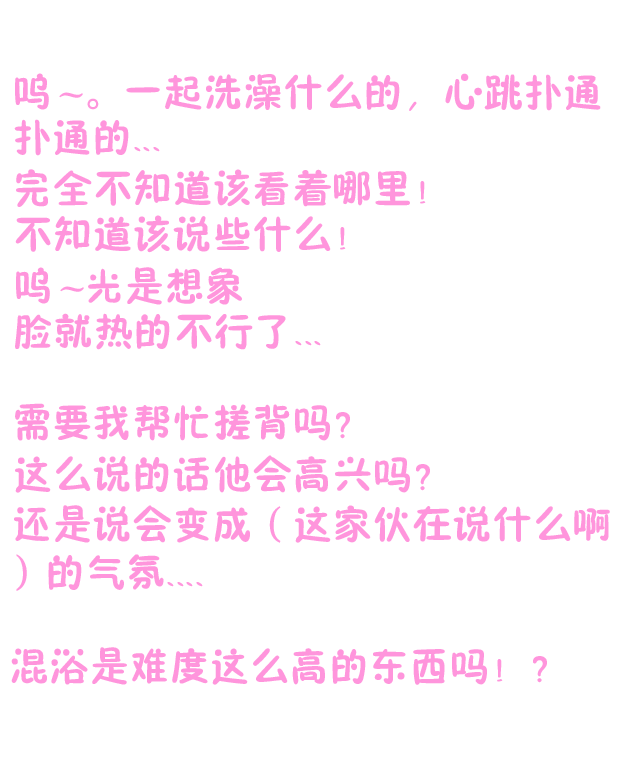 呜~。一起洗澡什么的，心跳扑通
扑通的...
完全不知道该看着哪里！
不知道该说些什么！
呜~光是想象
脸就热的不行了...
需要我帮忙搓背吗？
这么说的话他会高兴吗？
还是说会变成（这家伙在说什么啊
）的气氛....
混浴是难度这么高的东西吗！？